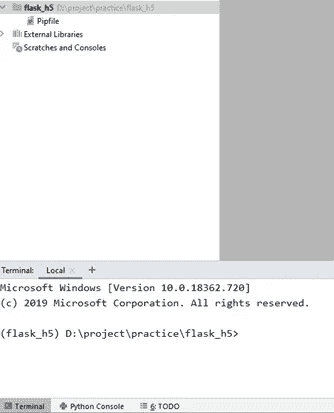 flask_h5 D:\project\practice\flask_h5
Pipfile
External Libraries
Scratches and Consoles
Terminal: Local × +
Microsoft Windows [Version 10.0.18362.720]
(c) 2019 Microsoft Corporation. All rights reserved.
(flask_h5) D:\project\practice\flask_h5>
Terminal Python Console 6: TODO